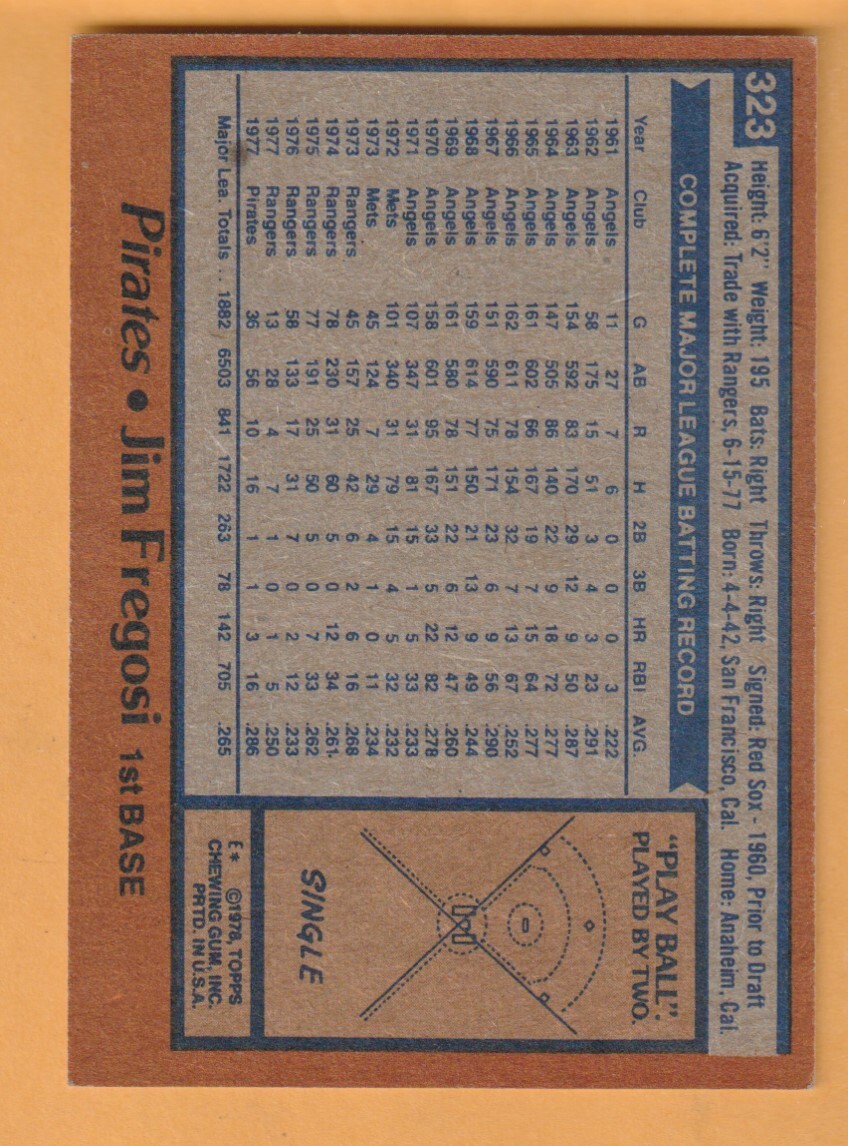 323
Height: 6'2" Weight: 195 Bats: Right Throws: Right Signed: Red Sox - 1960, Prior to Draft
Acquired: Trade with Rangers, 6-15-77 Born: 4-4-42, San Francisco, Cal. Home: Anaheim, Cal.
COMPLETE MAJOR LEAGUE BATTING RECORD
Year Club G AB R H 2B 3B HR RBI AVG.
1961 Angels 11 27 7 6 0 0 0 3 .222
1962 Angels 58 175 15 51 3 4 3 23 .291
1963 Angels 154 592 83 170 29 12 9 50 .287
1964 Angels 147 505 86 140 22 9 18 72 .277
1965 Angels 161 602 66 167 19 7 15 64 .277
1966 Angels 162 611 78 154 32 7 13 67 .252
1967 Angels 151 590 75 171 23 6 9 56 .290
1968 Angels 159 614 77 150 21 13 9 49 .244
1969 Angels 161 580 78 151 22 6 12 47 .260
1970 Angels 158 601 95 167 33 5 22 82 .278
1971 Angels 107 347 31 81 15 1 5 33 .233
1972 Mets 101 340 31 79 15 4 5 32 .232
1973 Mets 45 124 7 29 4 1 0 11 .234
1973 Rangers 45 157 25 42 6 2 6 16 .268
1974 Rangers 78 230 31 60 5 0 12 34 .261
1975 Rangers 77 191 25 50 5 0 7 33 .262
1976 Rangers 58 133 17 31 7 0 2 12 .233
1977 Rangers 13 28 4 7 1 0 1 5 .250
1977 Pirates 36 56 10 16 1 1 3 16 .286
Major Lea. Totals .. 1882 6503 841 1722 263 78 142 705 .265
"PLAY BALL".
PLAYED BY TWO.
SINGLE
E* ©1978, TOPPS
CHEWING GUM, INC.
PRTD. IN U.S.A.
Pirates • Jim Fregosi 1st BASE